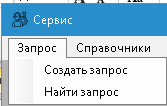 Сервис
Запрос Справочники
Создать запрос
Найти запрос